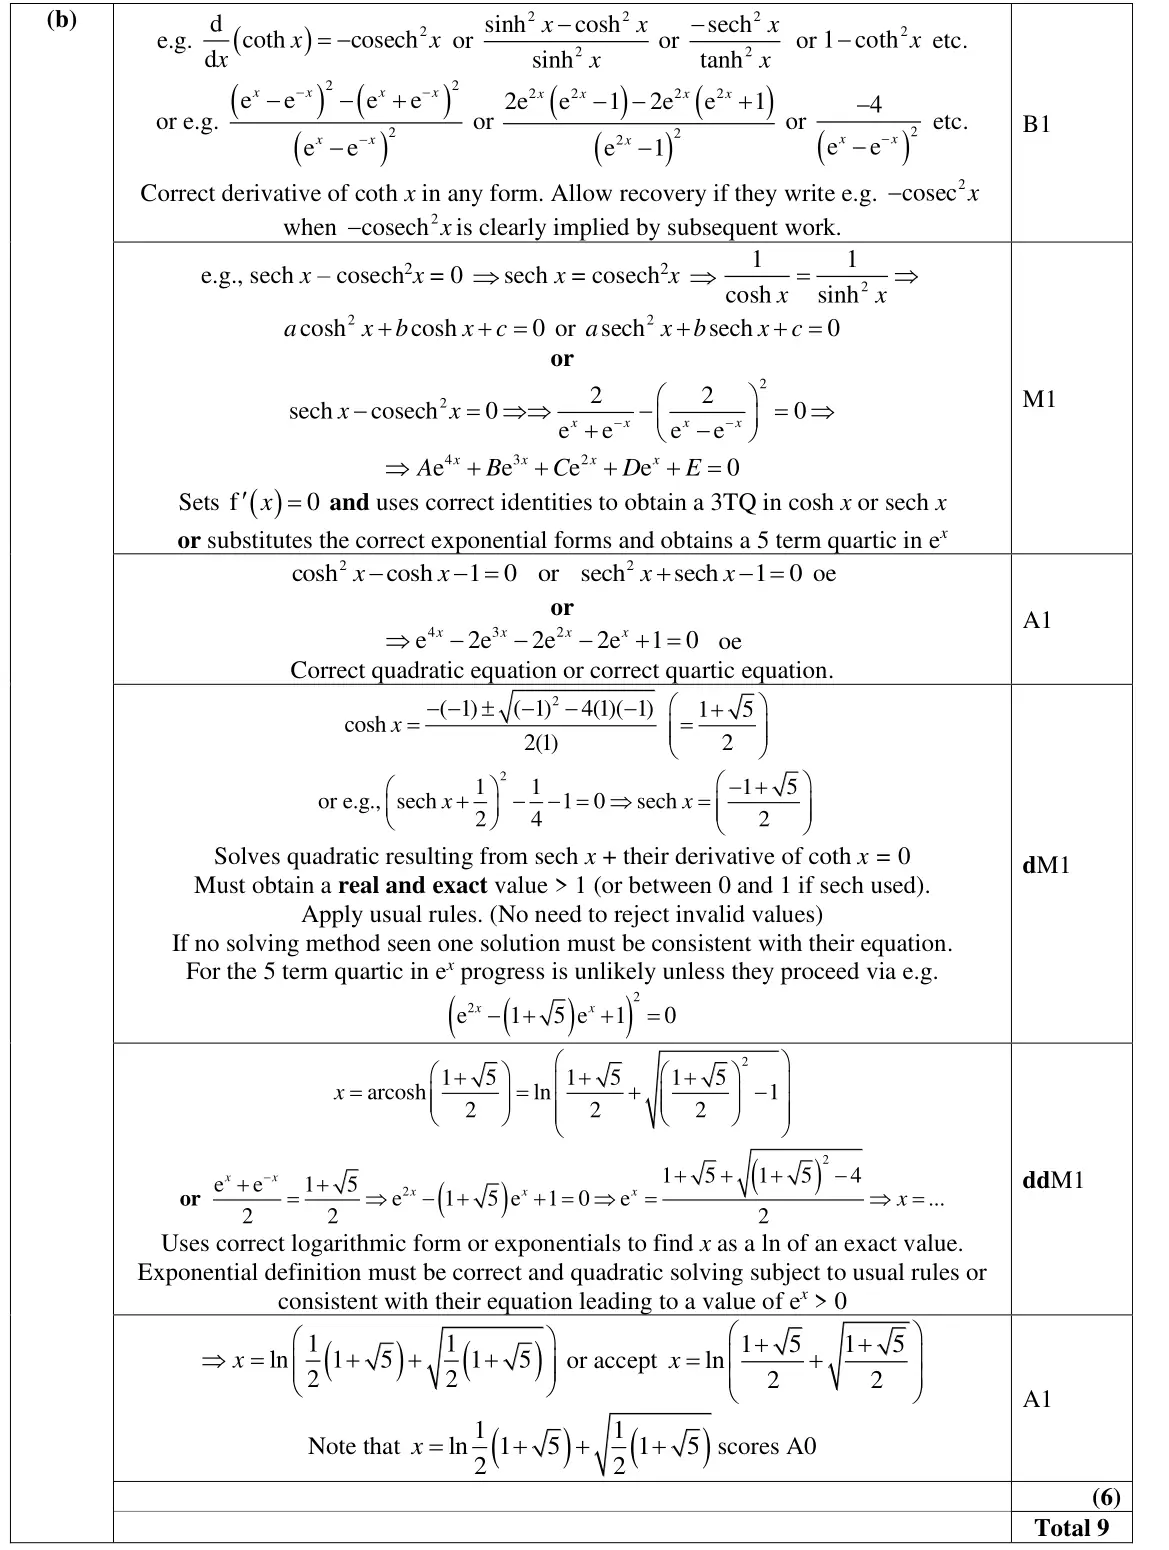 (b)
e.g. d/dx (coth x) = −cosech² x or (sinh² x − cosh² x)/(sinh² x) or (−sech² x)/(tanh² x) or 1 − coth² x etc.
or e.g. ((eˣ − e⁻ˣ)² − (eˣ + e⁻ˣ)²)/((eˣ − e⁻ˣ)²) or (2e²ˣ(e²ˣ − 1) − 2e²ˣ(e²ˣ + 1))/((e²ˣ − 1)²) or −4/((eˣ − e⁻ˣ)²) etc.
B1
Correct derivative of coth x in any form. Allow recovery if they write e.g. −cosec² x
when −cosech² x is clearly implied by subsequent work.
e.g., sech x – cosech²x = 0 ⇒ sech x = cosech²x ⇒ 1/(cosh x) = 1/(sinh² x) ⇒
a cosh² x + b cosh x + c = 0 or a sech² x + b sech x + c = 0
or
sech x − cosech² x = 0 ⇒⇒ 2/(eˣ + e⁻ˣ) − (2/(eˣ − e⁻ˣ))² = 0 ⇒
M1
⇒ Ae⁴ˣ + Be³ˣ + Ce²ˣ + Deˣ + E = 0
Sets f′(x) = 0 and uses correct identities to obtain a 3TQ in cosh x or sech x
or substitutes the correct exponential forms and obtains a 5 term quartic in eˣ
cosh² x − cosh x − 1 = 0 or sech² x + sech x − 1 = 0 oe
or
A1
⇒ e⁴ˣ − 2e³ˣ − 2e²ˣ − 2eˣ + 1 = 0 oe
Correct quadratic equation or correct quartic equation.
cosh x = (−(−1) ± √((−1)² − 4(1)(−1)))/(2(1)) (= (1 + √5)/2)
or e.g., (sech x + 1/2)² − 1/4 − 1 = 0 ⇒ sech x = ((−1 + √5)/2)
Solves quadratic resulting from sech x + their derivative of coth x = 0
dM1
Must obtain a real and exact value > 1 (or between 0 and 1 if sech used).
Apply usual rules. (No need to reject invalid values)
If no solving method seen one solution must be consistent with their equation.
For the 5 term quartic in eˣ progress is unlikely unless they proceed via e.g.
(e²ˣ − (1 + √5)eˣ + 1)² = 0
x = arcosh((1 + √5)/2) = ln((1 + √5)/2 + √(((1 + √5)/2)² − 1))
or (eˣ + e⁻ˣ)/2 = (1 + √5)/2 ⇒ e²ˣ − (1 + √5)eˣ + 1 = 0 ⇒ eˣ = (1 + √5 + √((1 + √5)² − 4))/2 ⇒ x = ...
ddM1
Uses correct logarithmic form or exponentials to find x as a ln of an exact value.
Exponential definition must be correct and quadratic solving subject to usual rules or
consistent with their equation leading to a value of eˣ > 0
⇒ x = ln(1/2(1 + √5) + √(1/2(1 + √5))) or accept x = ln((1 + √5)/2 + √((1 + √5)/2))
A1
Note that x = ln 1/2(1 + √5) + √(1/2(1 + √5)) scores A0
(6)
Total 9